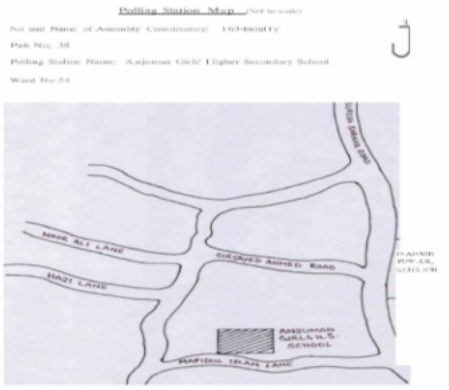 Polling Station Map (Not to scale)
No and Name of Assembly Constituency: 163-Entally
Part No: 38
Polling Station Name: Anjuman Girls' Higher Secondary School
Ward No:54
NOOR ALI LANE
HAJI LANE
AHMED ROAD
ANJUMAN
GIRLS H.S.
SCHOOL
MAFIDUL ISLAM LANE